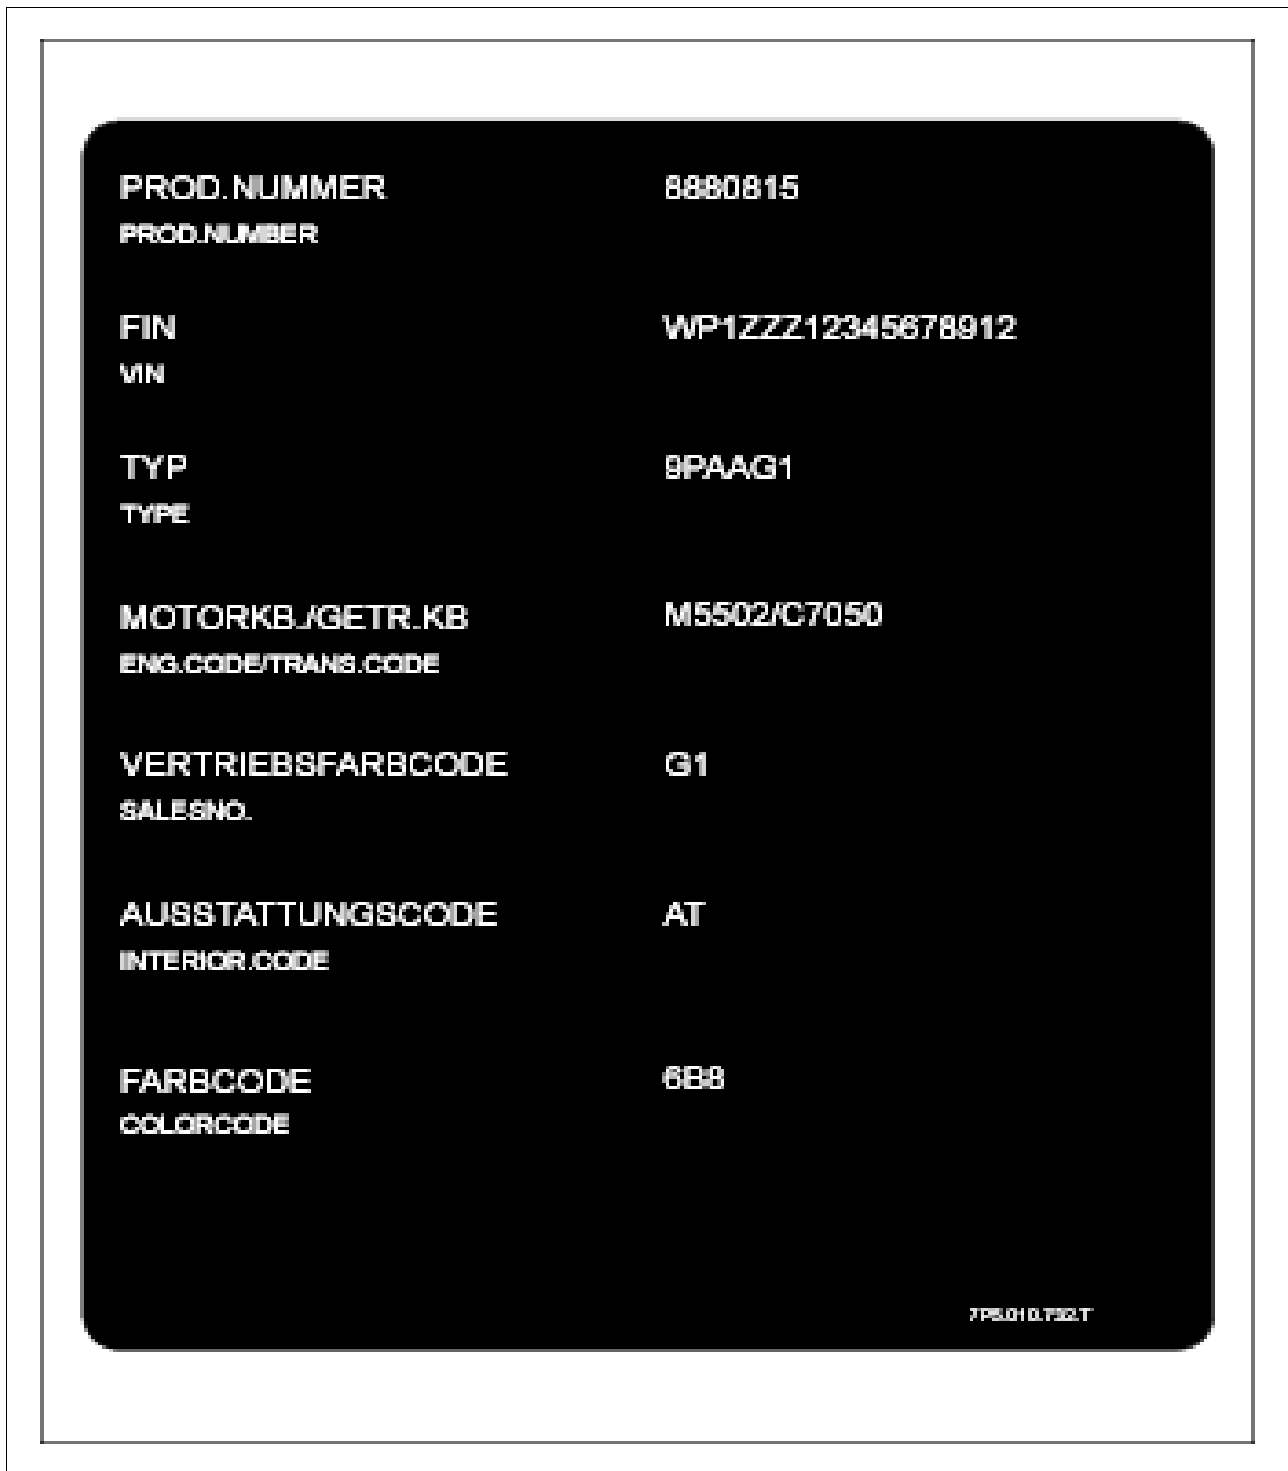 PROD.NUMMER 8880815
PROD.NUMBER
FIN WP1ZZZ12345678912
VIN
TYP 9PAAG1
TYPE
MOTORKB./GETR.KB M5502/C7050
ENG.CODE/TRANS.CODE
VERTRIEBSFARBCODE G1
SALESNO.
AUSSTATTUNGSCODE AT
INTERIOR.CODE
FARBCODE 6B8
COLORCODE